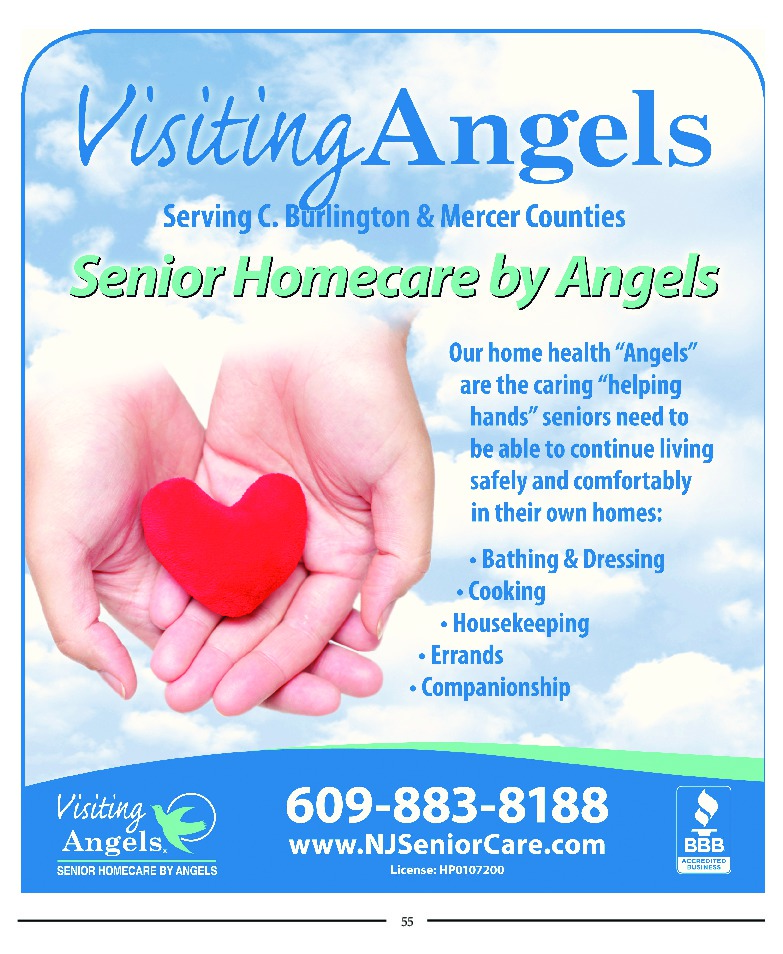 Visiting Angels
Serving C. Burlington & Mercer Counties
Senior Homecare by Angels
Our home health “Angels”
are the caring “helping
hands” seniors need to
be able to continue living
safely and comfortably
in their own homes:
• Bathing & Dressing
• Cooking
• Housekeeping
• Errands
• Companionship
Visiting
Angels
SENIOR HOMECARE BY ANGELS
609-883-8188
www.NJSeniorCare.com
License: HP0107200
BBB
ACCREDITED
BUSINESS
55